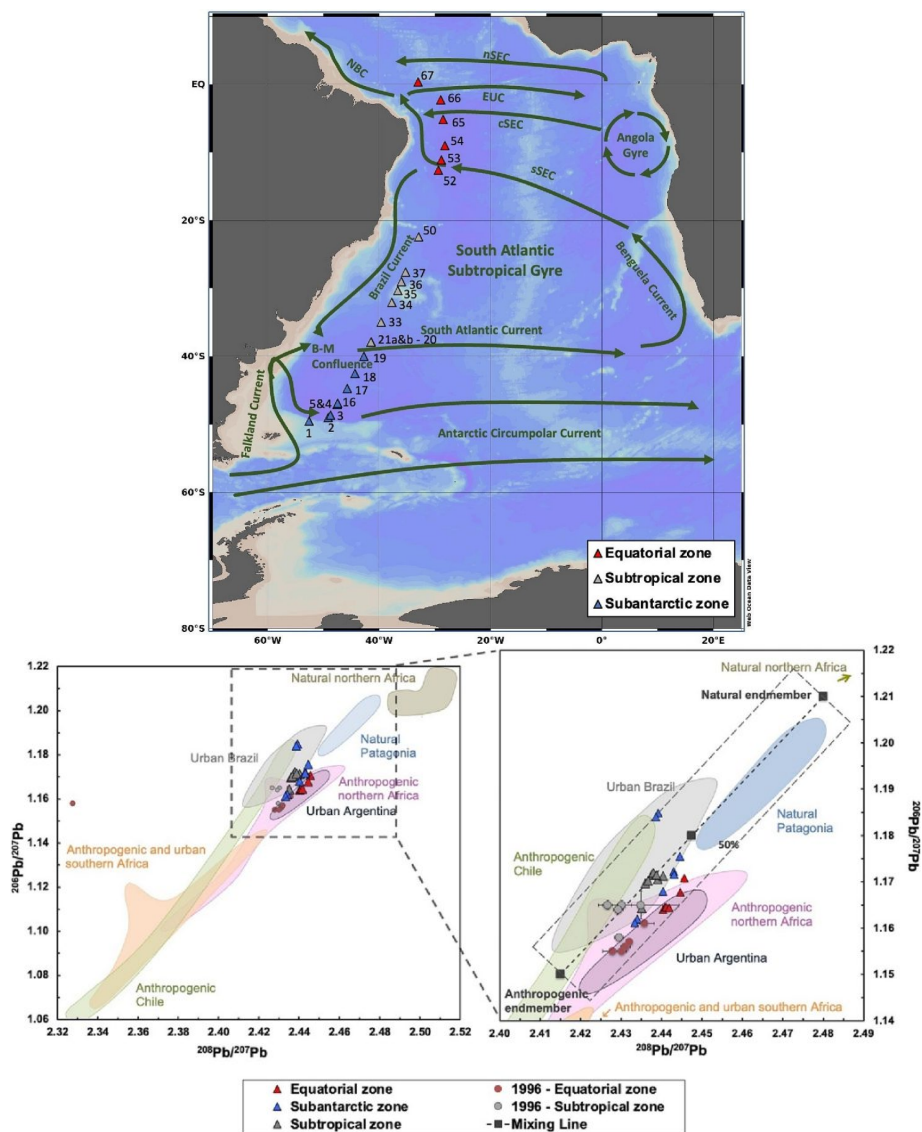 nSEC
NBC
67
EQ
66
EUC
65
cSEC
54
Angola
Gyre
53
52
sSEC
20°S
50
South Atlantic
Subtropical Gyre
Brazil Current
37
36
35
34
Benguela Current
33
South Atlantic Current
21a&b - 20
B-M
Confluence
40°S
19
18
17
5&4
16
3
2
1
Falkland Current
Antarctic Circumpolar Current
60°S
Equatorial zone
Subtropical zone
Subantarctic zone
80°S
60°W
40°W
20°W
0°
20°E
Web Ocean Data View
1.22
1.20
1.18
1.16
1.14
1.12
1.10
1.08
1.06
²⁰⁶Pb/²⁰⁷Pb
Natural northern Africa
Natural
Patagonia
Urban Brazil
Anthropogenic
northern Africa
Urban Argentina
Anthropogenic and urban
southern Africa
Anthropogenic
Chile
2.32 2.34 2.36 2.38 2.40 2.42 2.44 2.46 2.48 2.50 2.52
²⁰⁸Pb/²⁰⁷Pb
Natural northern Africa
Natural endmember
Urban Brazil
Natural
Patagonia
50%
Anthropogenic
Chile
Anthropogenic
northern Africa
Urban Argentina
Anthropogenic
endmember
Anthropogenic and urban southern Africa
1.22
1.21
1.20
1.19
1.18
1.17
1.16
1.15
1.14
²⁰⁶Pb/²⁰⁷Pb
2.40 2.41 2.42 2.43 2.44 2.45 2.46 2.47 2.48 2.49
²⁰⁸Pb/²⁰⁷Pb
Equatorial zone
Subantarctic zone
Subtropical zone
1996 - Equatorial zone
1996 - Subtropical zone
Mixing Line